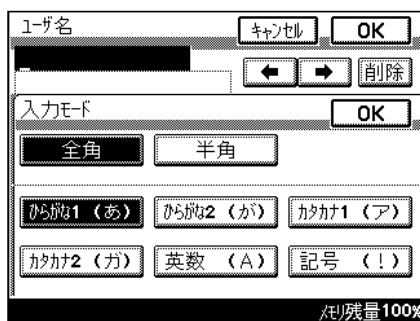 ユーザ名 キャンセル OK
← → 削除
入力モード OK
全角 半角
ひらがな1 (あ) ひらがな2 (が) カタカナ1 (ア)
カタカナ2 (ガ) 英数 (A) 記号 (!)
メモリ残量100%